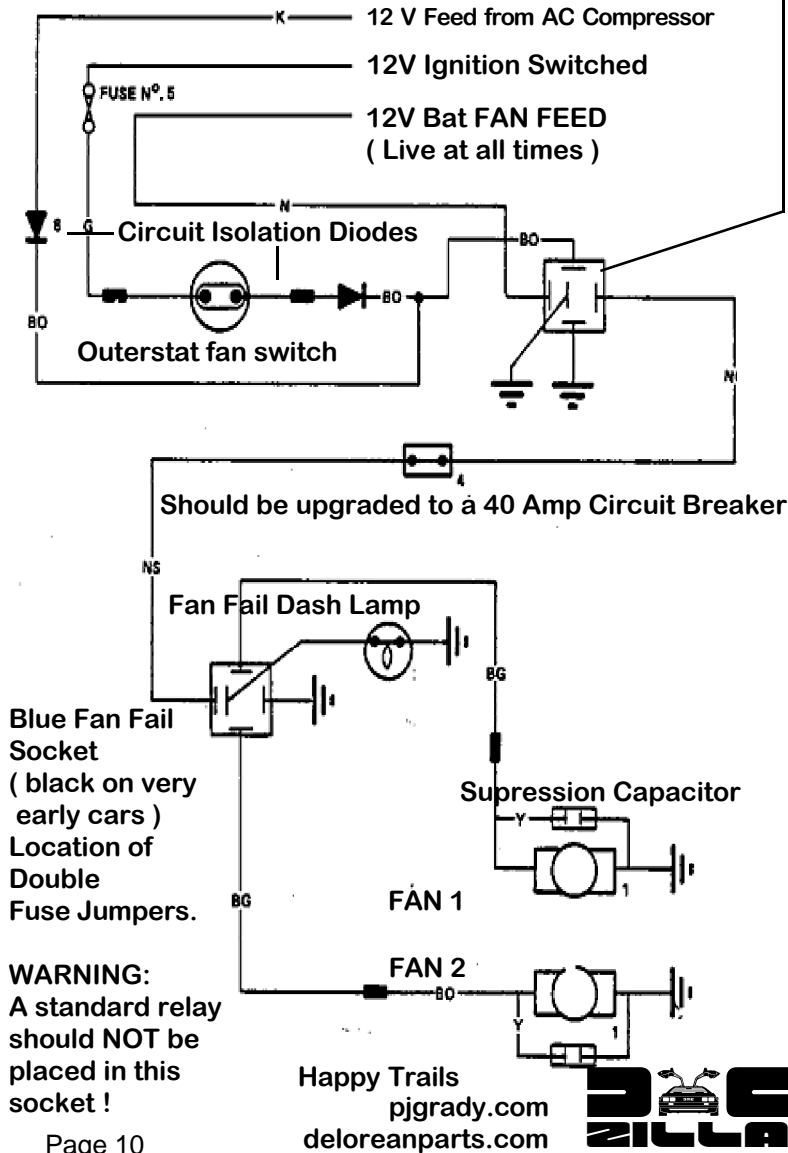 K
12 V Feed from AC Compressor
12V Ignition Switched
FUSE Nº. 5
12V Bat FAN FEED
( Live at all times )
N
6
G
Circuit Isolation Diodes
BO
BO
BO
Outerstat fan switch
4
Should be upgraded to a 40 Amp Circuit Breaker
NS
Fan Fail Dash Lamp
BG
Blue Fan Fail
Socket
( black on very
early cars )
Location of
Double
Fuse Jumpers.
Supression Capacitor
Y
1
BG
FAN 1
FAN 2
BO
Y
1
WARNING:
A standard relay
should NOT be
placed in this
socket !
Happy Trails
pjgrady.com
deloreanparts.com
Page 10
ZILLA